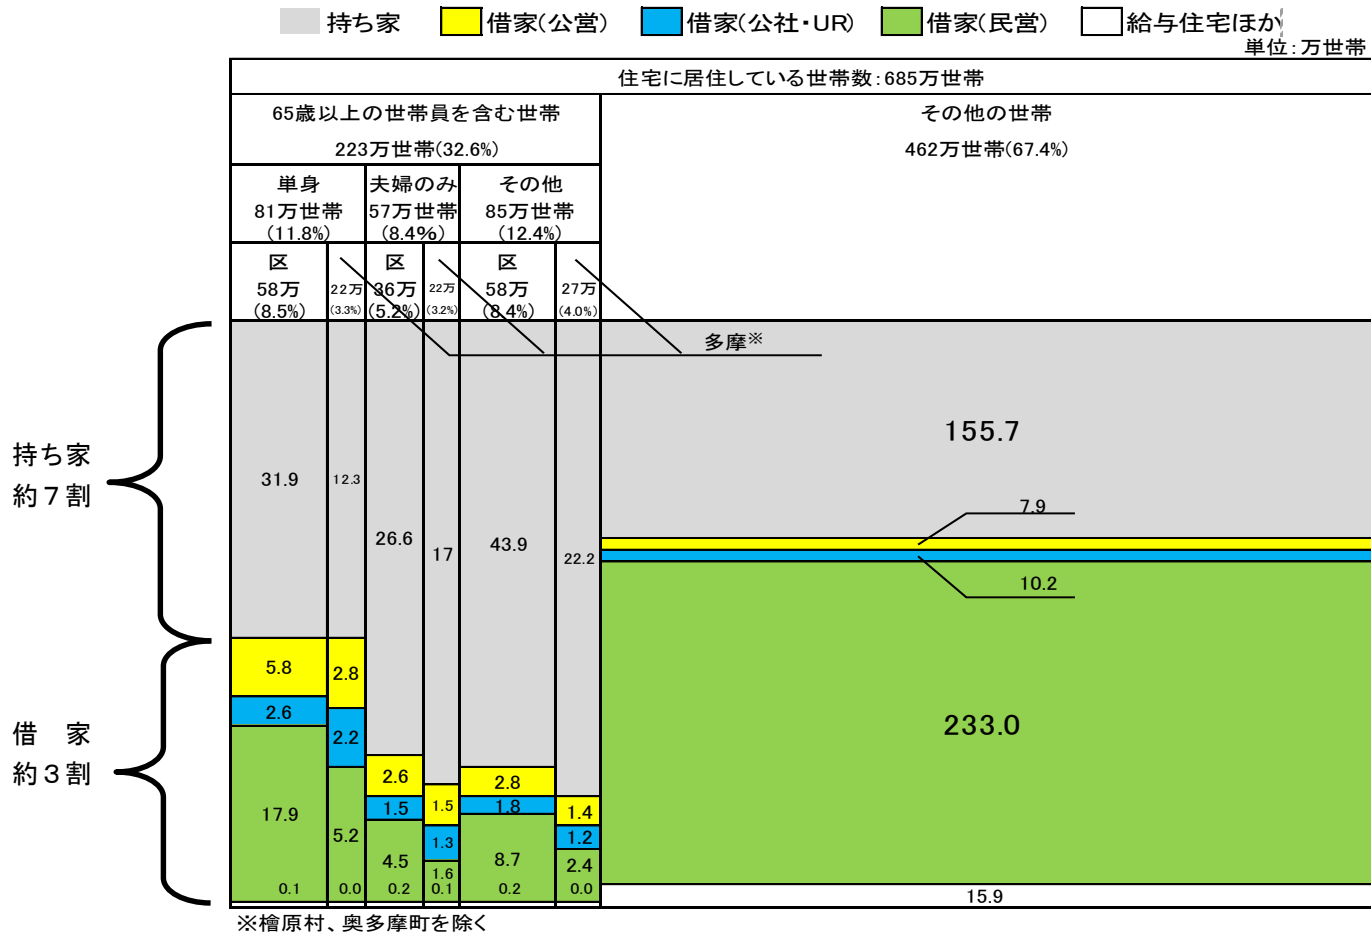 持ち家 借家(公営) 借家(公社・UR) 借家(民営) 給与住宅ほか
単位：万世帯
住宅に居住している世帯数：685万世帯
65歳以上の世帯員を含む世帯
223万世帯(32.6%)
その他の世帯
462万世帯(67.4%)
単身
81万世帯
(11.8%)
夫婦のみ
57万世帯
(8.4%)
その他
85万世帯
(12.4%)
区
58万
(8.5%)
22万
(3.3%)
区
36万
(5.2%)
22万
(3.2%)
区
58万
(8.4%)
27万
(4.0%)
多摩※
持ち家
約７割
借　家
約３割
31.9
5.8
2.6
17.9
0.1
12.3
2.8
2.2
5.2
0.0
26.6
2.6
1.5
4.5
0.2
17
1.5
1.3
1.6
0.1
43.9
2.8
1.8
8.7
0.2
22.2
1.4
1.2
2.4
0.0
155.7
7.9
10.2
233.0
15.9
※檜原村、奥多摩町を除く